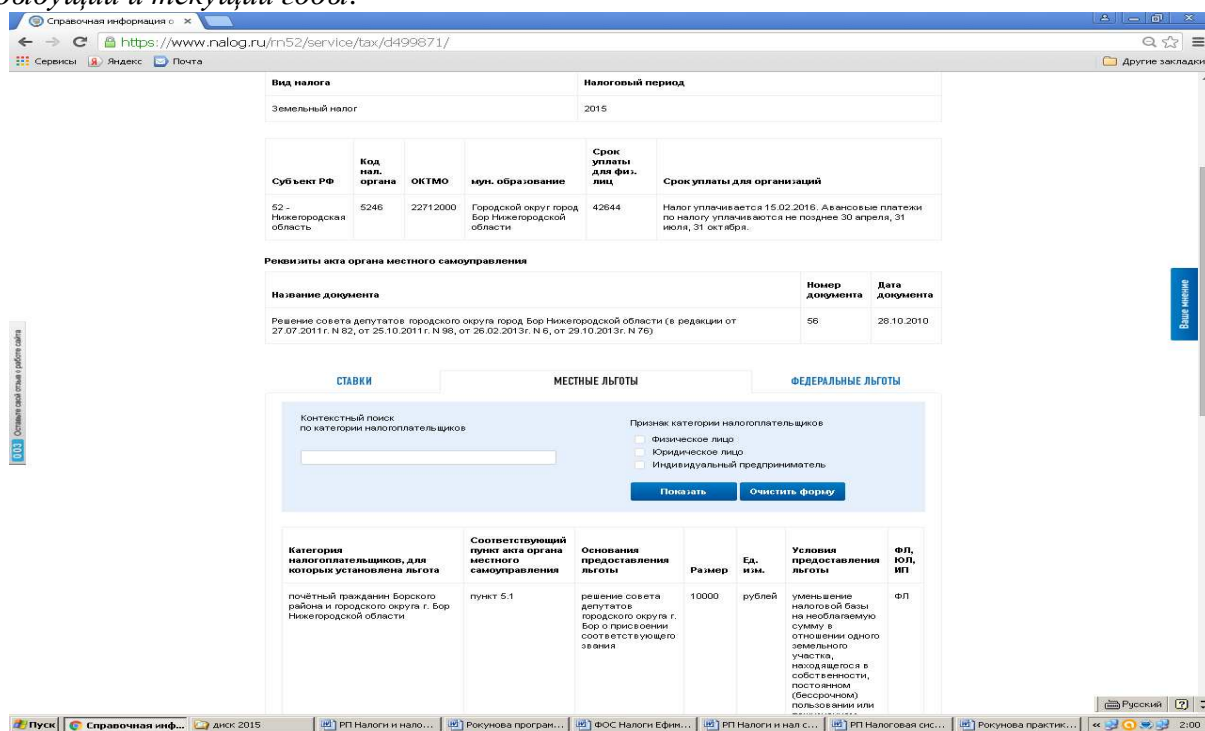 Справочная информация о
https://www.nalog.ru/rn52/service/tax/d499871/
Сервисы Яндекс Почта Другие закладки
Вид налога Налоговый период
Земельный налог 2015
Субъект РФ
Код
нал.
органа
ОКТМО
мун. образование
Срок
уплаты
для физ.
лиц
Срок уплаты для организаций
52 -
Нижегородская
область
5246
22712000
Городской округ город
Бор Нижегородской
области
42644
Налог уплачивается 15.02.2016. Авансовые платежи
по налогу уплачиваются не позднее 30 апреля, 31
июля, 31 октября.
Реквизиты акта органа местного самоуправления
Название документа
Номер
документа
Дата
документа
Решение совета депутатов городского округа город Бор Нижегородской области (в редакции от
27.07.2011г. N 82, от 25.10.2011г. N 98, от 26.02.2013г. N 6, от 29.10.2013г. N 76)
56
28.10.2010
Ваше мнение
003 Оставьте свой отзыв о работе сайта
СТАВКИ МЕСТНЫЕ ЛЬГОТЫ ФЕДЕРАЛЬНЫЕ ЛЬГОТЫ
Контекстный поиск
по категории налогоплательщиков
Признак категории налогоплательщиков
Физическое лицо
Юридическое лицо
Индивидуальный предприниматель
Показать Очистить форму
Категория
налогоплательщиков, для
которых установлена льгота
Соответствующий
пункт акта органа
местного
самоуправления
Основания
предоставления
льготы
Размер
Ед.
изм.
Условия
предоставления
льготы
ФЛ,
ЮЛ,
ИП
почётный гражданин Борского
района и городского округа г. Бор
Нижегородской области
пункт 5.1
решение совета
депутатов
городского округа г.
Бор о присвоении
соответствующего
звания
10000
рублей
уменьшение
налоговой базы
на необлагаемую
сумму в
отношении одного
земельного
участка,
находящегося в
собственности,
постоянном
(бессрочном)
пользовании или
ФЛ
Русский
Пуск Справочная инф... диск 2015 РП Налоги и нало... Рокунова програм... ФОС Налоги Ефим... РП Налоги и нал с... РП Налоговая сис... Рокунова практик... 2:00